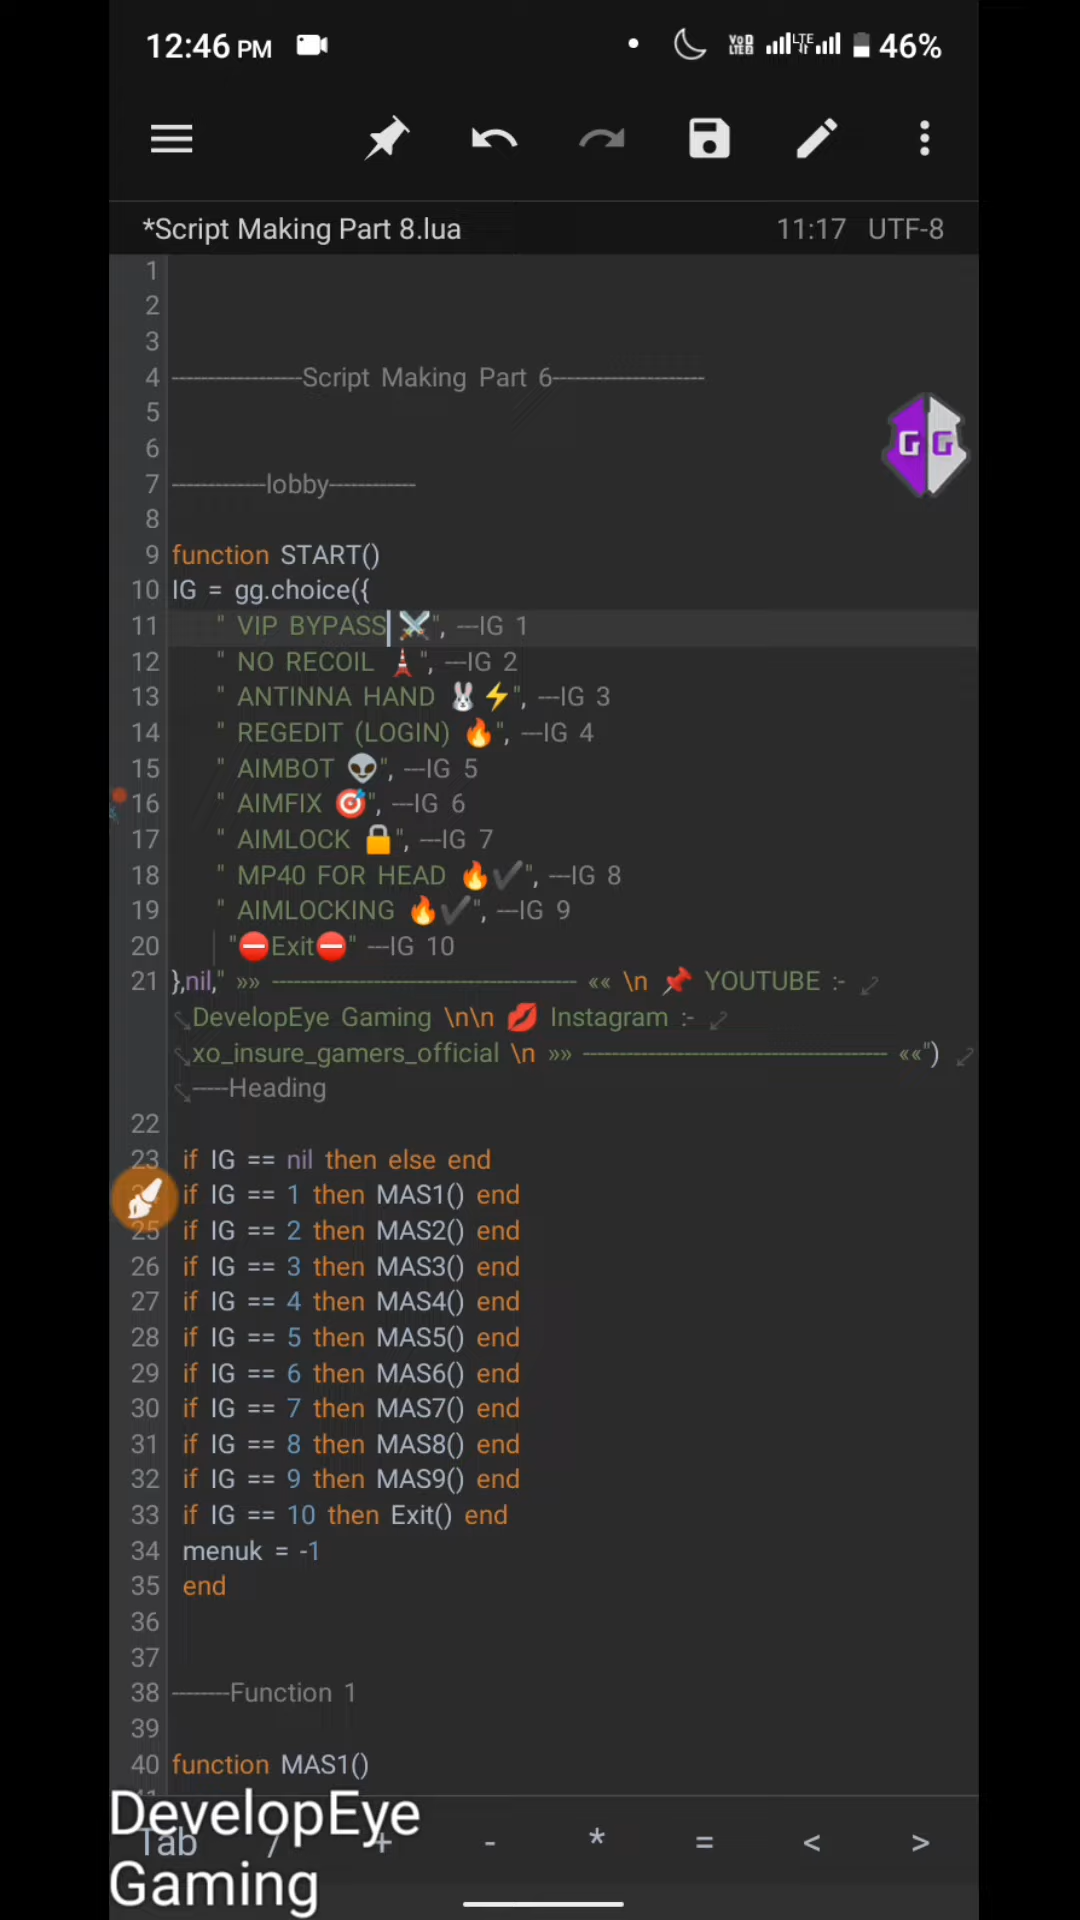 12:46 PM LTE 46%
*Script Making Part 8.lua 11:17 UTF-8
1
2
3
4 ------------------Script Making Part 6---------------------
5
6
7 -------------lobby------------
8
9 function START()
10 IG = gg.choice({
11 " VIP BYPASS ⚔️", ---IG 1
12 " NO RECOIL 🗼", ---IG 2
13 " ANTINNA HAND 🐰⚡", ---IG 3
14 " REGEDIT (LOGIN) 🔥", ---IG 4
15 " AIMBOT 👽", ---IG 5
16 " AIMFIX 🎯", ---IG 6
17 " AIMLOCK 🔒", ---IG 7
18 " MP40 FOR HEAD 🔥✔️", ---IG 8
19 " AIMLOCKING 🔥✔️", ---IG 9
20 "⛔Exit⛔" ---IG 10
21 },nil," »» ------------------------------------------ «« \n 📌 YOUTUBE :-
DevelopEye Gaming \n\n 💋 Instagram :-
xo_insure_gamers_official \n »» ------------------------------------------ ««")
-----Heading
22
23 if IG == nil then else end
24 if IG == 1 then MAS1() end
25 if IG == 2 then MAS2() end
26 if IG == 3 then MAS3() end
27 if IG == 4 then MAS4() end
28 if IG == 5 then MAS5() end
29 if IG == 6 then MAS6() end
30 if IG == 7 then MAS7() end
31 if IG == 8 then MAS8() end
32 if IG == 9 then MAS9() end
33 if IG == 10 then Exit() end
34 menuk = -1
35 end
36
37
38 --------Function 1
39
40 function MAS1()
Tab / + - * = < >
DevelopEye
Gaming
GG